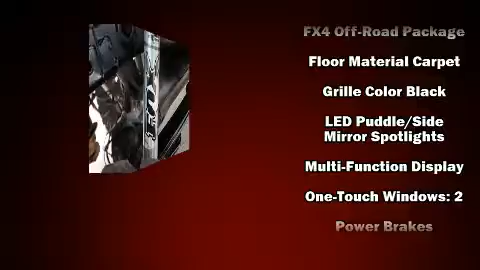 FX4 Off-Road Package
Floor Material Carpet
Grille Color Black
LED Puddle/Side
Mirror Spotlights
Multi-Function Display
One-Touch Windows: 2
Power Brakes